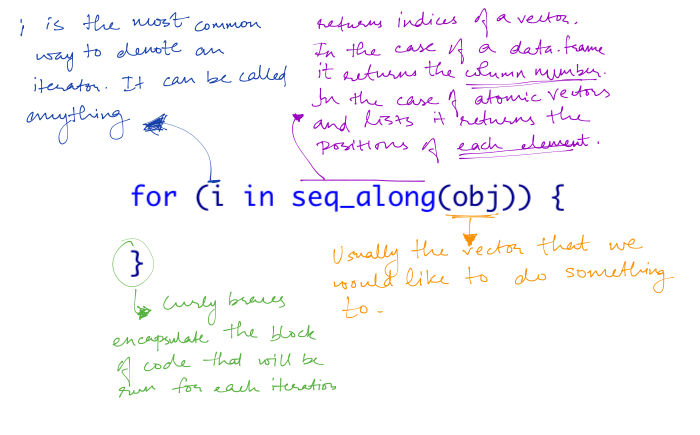 i is the most common
way to denote an
iterator. It can be called
anything
returns indices of a vector.
In the case of a data.frame
it returns the column number.
In the case of atomic vectors
and lists it returns the
positions of each element.
for (i in seq_along(obj)) {
}
Usually the vector that we
would like to do something
to.
Curly braces
encapsulate the block
of code that will be
run for each iteration